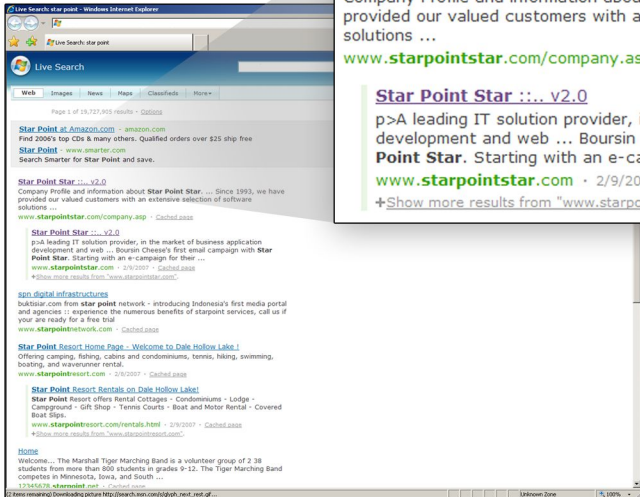 Live Search: star point - Windows Internet Explorer
Live Search: star point
Live Search
Web Images News Maps Classifieds More
Page 1 of 19,727,905 results · Options
Star Point at Amazon.com - amazon.com
Find 2006's top CDs & many others. Qualified orders over $25 ship free
Star Point - www.smarter.com
Search Smarter for Star Point and save.
Star Point Star ::.. v2.0
Company Profile and information about Star Point Star. ... Since 1993, we have
provided our valued customers with an extensive selection of software
solutions ...
www.starpointstar.com/company.asp · Cached page
Star Point Star ::.. v2.0
p>A leading IT solution provider, in the market of business application
development and web ... Boursin Cheese's first email campaign with Star
Point Star. Starting with an e-campaign for their ...
www.starpointstar.com · 2/9/2007 · Cached page
+Show more results from "www.starpointstar.com".
spn digital infrastructures
buktisiar.com from star point network - introducing Indonesia's first media portal
and agencies :: experience the numerous benefits of starpoint services, call us if
your are ready for a free trial
www.starpointnetwork.com · Cached page
Star Point Resort Home Page - Welcome to Dale Hollow Lake !
Offering camping, fishing, cabins and condominiums, tennis, hiking, swimming,
boating, and waverunner rental.
www.starpointresort.com · 2/8/2007 · Cached page
Star Point Resort Rentals on Dale Hollow Lake!
Star Point Resort offers Rental Cottages - Condominiums - Lodge -
Campground - Gift Shop - Tennis Courts - Boat and Motor Rental - Covered
Boat Slips.
www.starpointresort.com/rentals.html · 2/9/2007 · Cached page
+Show more results from "www.starpointresort.com".
Home
Welcome... The Marshall Tiger Marching Band is a volunteer group of 2 38
students from more than 800 students in grades 9-12. The Tiger Marching Band
competes in Minnesota, Iowa, and South ...
12345678.starpoint.net · Cached page
(2 items remaining) Downloading picture http://search.msn.com/s/glyph_next_rest.gif...
Unknown Zone
100%
provided our valued customers with a
solutions ...
www.starpointstar.com/company.as
Star Point Star ::.. v2.0
p>A leading IT solution provider,
development and web ... Boursin
Point Star. Starting with an e-ca
www.starpointstar.com · 2/9/20
+Show more results from "www.starpo